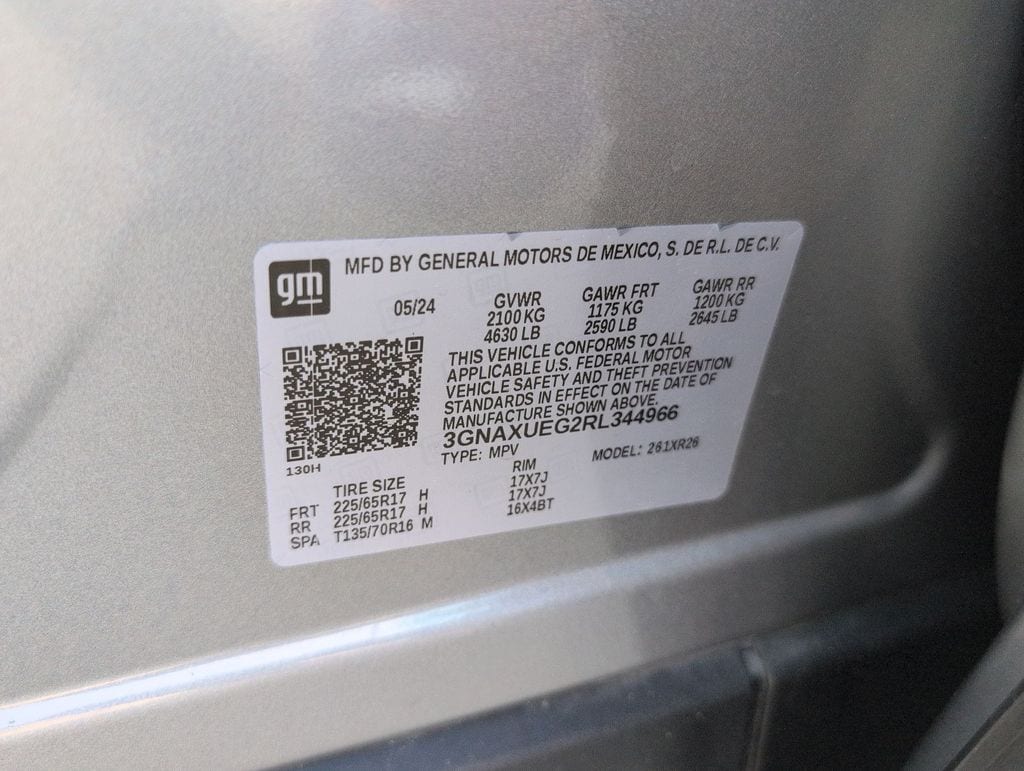 gm
MFD BY GENERAL MOTORS DE MEXICO, S. DE R.L. DE C.V.
05/24 GVWR GAWR FRT GAWR RR
2100 KG 1175 KG 1200 KG
4630 LB 2590 LB 2645 LB
THIS VEHICLE CONFORMS TO ALL
APPLICABLE U.S. FEDERAL MOTOR
VEHICLE SAFETY AND THEFT PREVENTION
STANDARDS IN EFFECT ON THE DATE OF
MANUFACTURE SHOWN ABOVE.
3GNAXUEG2RL344966
TYPE: MPV MODEL: 261XR26
130H
TIRE SIZE RIM
FRT 225/65R17 H 17X7J
RR 225/65R17 H 17X7J
SPA T135/70R16 M 16X4BT